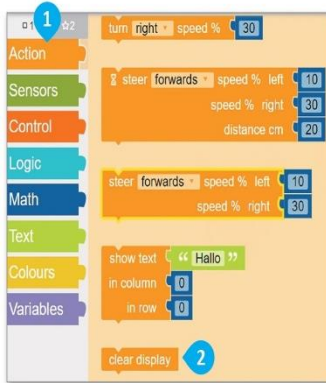 1 2
1
Action
Sensors
Control
Logic
Math
Text
Colours
Variables
turn right speed % 30
steer forwards speed % left 10
speed % right 30
distance cm 20
steer forwards speed % left 10
speed % right 30
show text “ Hallo ”
in column 0
in row 0
clear display 2